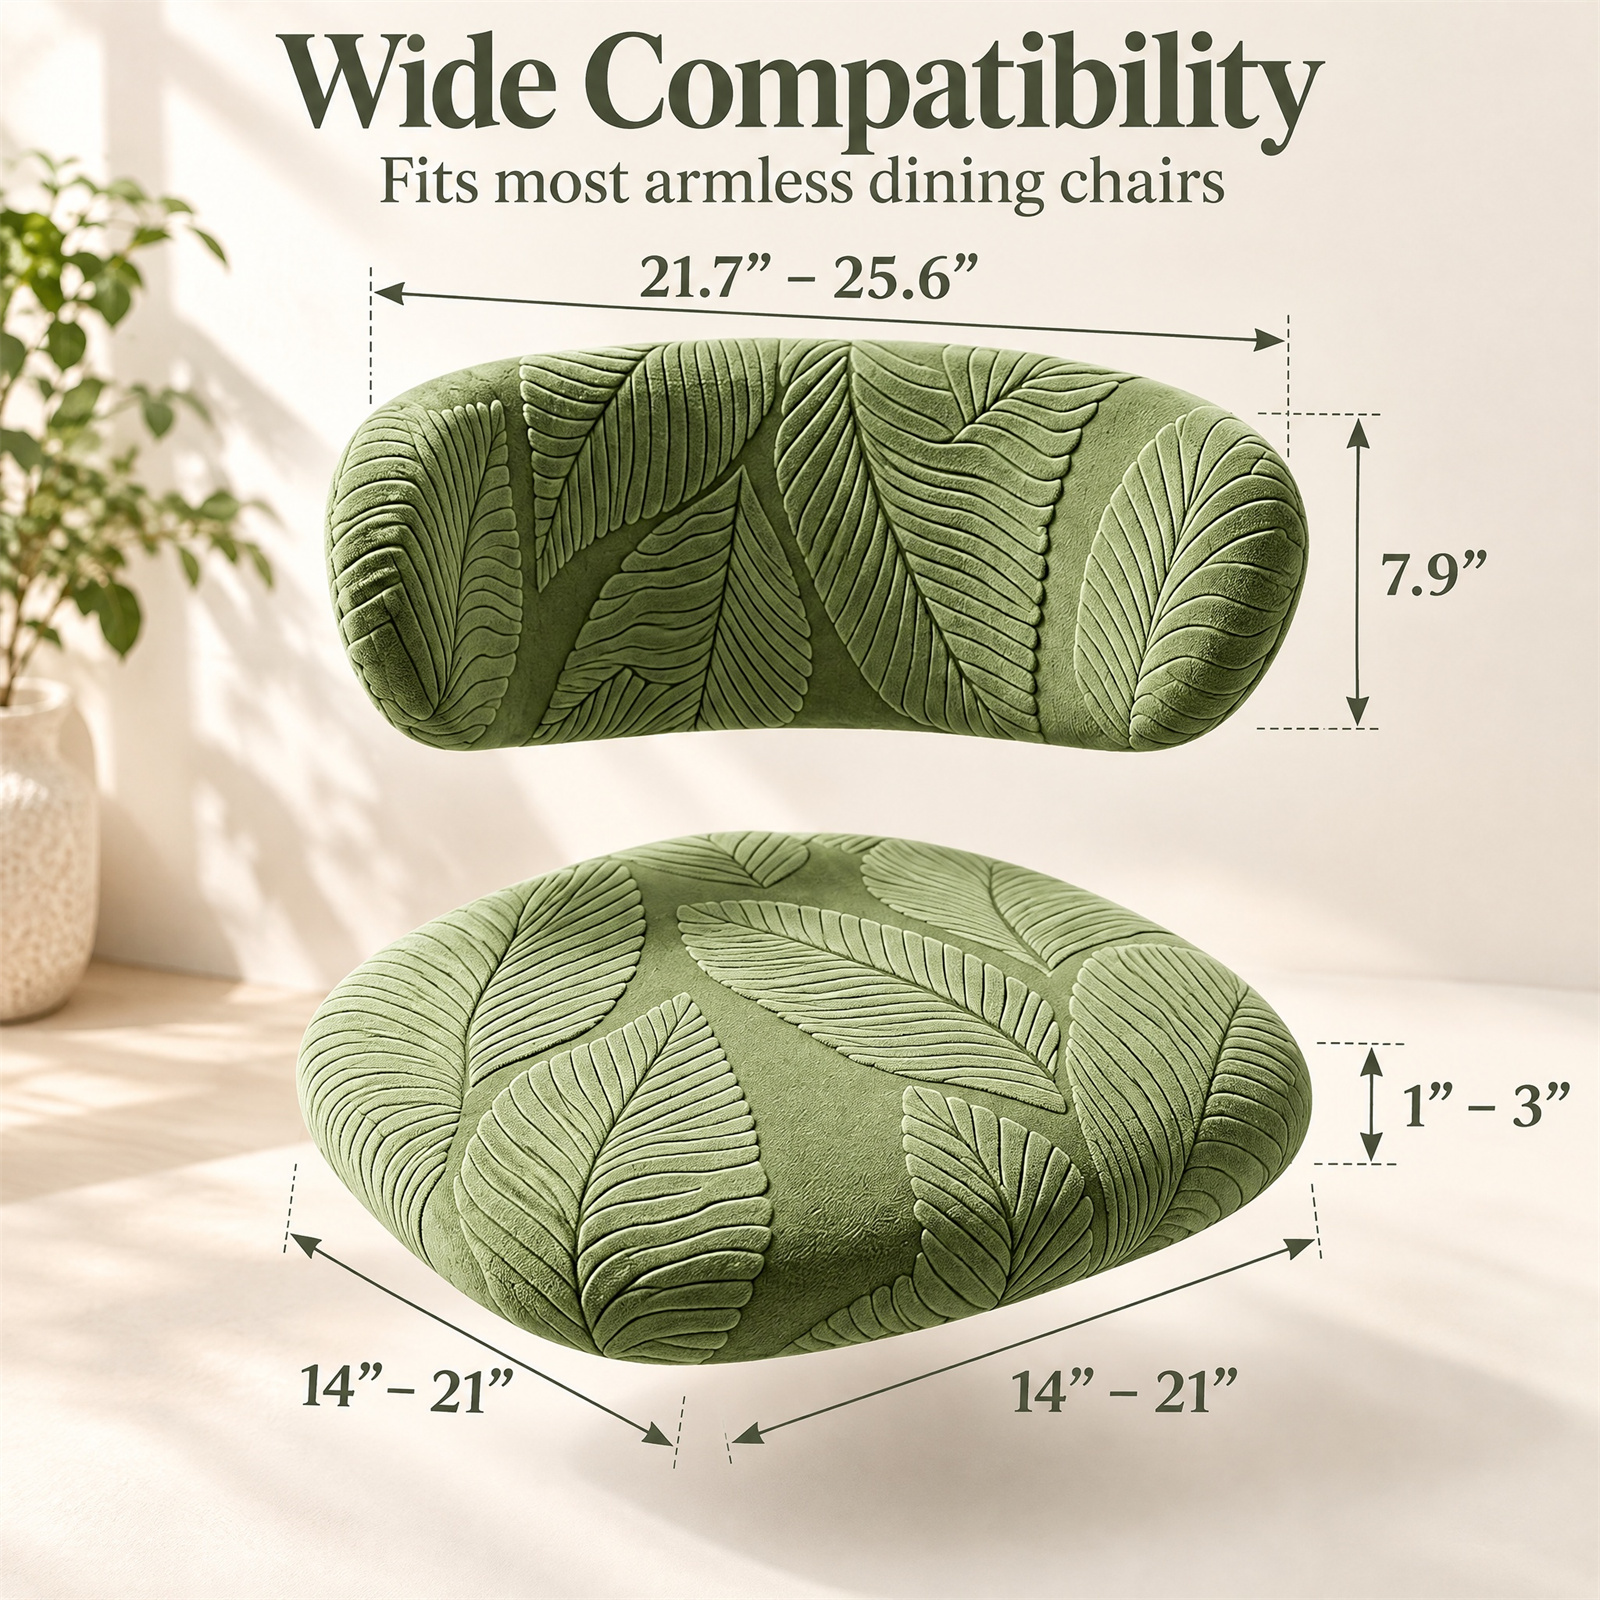 Wide Compatibility
Fits most armless dining chairs
21.7” – 25.6”
7.9”
1” – 3”
14”– 21”
14” – 21”